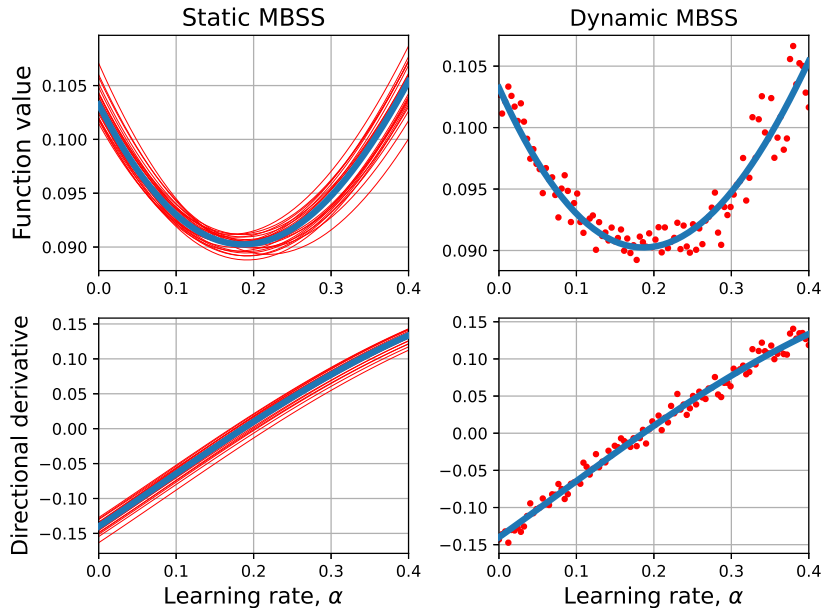 Static MBSS
Dynamic MBSS
Function value
0.105
0.100
0.095
0.090
0.0 0.1 0.2 0.3 0.4
0.105
0.100
0.095
0.090
0.0 0.1 0.2 0.3 0.4
Directional derivative
0.15
0.10
0.05
0.00
−0.05
−0.10
−0.15
0.0 0.1 0.2 0.3 0.4
Learning rate, α
0.15
0.10
0.05
0.00
−0.05
−0.10
−0.15
0.0 0.1 0.2 0.3 0.4
Learning rate, α